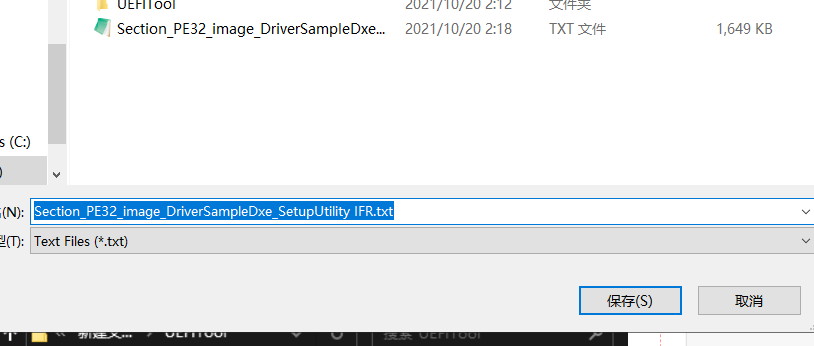 UEFITool 2021/10/20 2:12 文件夹
Section_PE32_image_DriverSampleDxe... 2021/10/20 2:18 TXT 文件 1,649 KB
s (C:)
)
(N): Section_PE32_image_DriverSampleDxe_SetupUtility IFR.txt
型(T): Text Files (*.txt)
保存(S) 取消
« 新建文... > UEFITool 搜索"UEFITool"